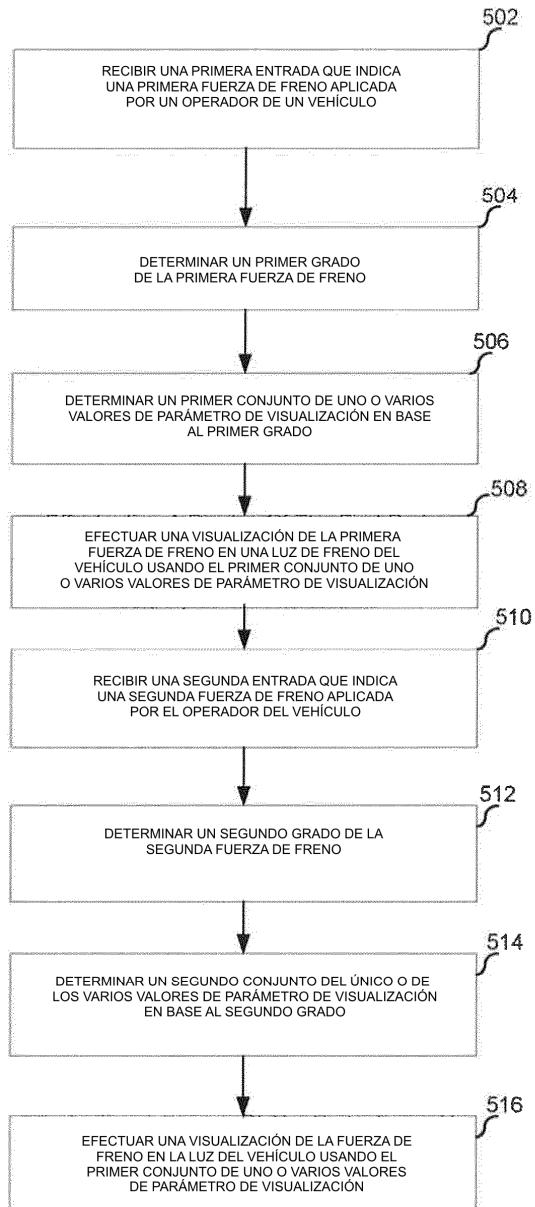 502
RECIBIR UNA PRIMERA ENTRADA QUE INDICA
UNA PRIMERA FUERZA DE FRENO APLICADA
POR UN OPERADOR DE UN VEHÍCULO
504
DETERMINAR UN PRIMER GRADO
DE LA PRIMERA FUERZA DE FRENO
506
DETERMINAR UN PRIMER CONJUNTO DE UNO O VARIOS
VALORES DE PARÁMETRO DE VISUALIZACIÓN EN BASE
AL PRIMER GRADO
508
EFECTUAR UNA VISUALIZACIÓN DE LA PRIMERA
FUERZA DE FRENO EN UNA LUZ DE FRENO DEL
VEHÍCULO USANDO EL PRIMER CONJUNTO DE UNO
O VARIOS VALORES DE PARÁMETRO DE VISUALIZACIÓN
510
RECIBIR UNA SEGUNDA ENTRADA QUE INDICA
UNA SEGUNDA FUERZA DE FRENO APLICADA
POR EL OPERADOR DEL VEHÍCULO
512
DETERMINAR UN SEGUNDO GRADO DE LA
SEGUNDA FUERZA DE FRENO
514
DETERMINAR UN SEGUNDO CONJUNTO DEL ÚNICO O DE
LOS VARIOS VALORES DE PARÁMETRO DE VISUALIZACIÓN
EN BASE AL SEGUNDO GRADO
516
EFECTUAR UNA VISUALIZACIÓN DE LA FUERZA DE
FRENO EN LA LUZ DEL VEHÍCULO USANDO EL
PRIMER CONJUNTO DE UNO O VARIOS VALORES
DE PARÁMETRO DE VISUALIZACIÓN